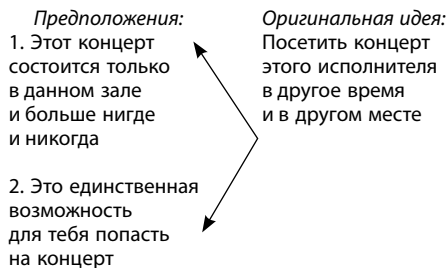 Предположения:
1. Этот концерт
состоится только
в данном зале
и больше нигде
и никогда
2. Это единственная
возможность
для тебя попасть
на концерт
Оригинальная идея:
Посетить концерт
этого исполнителя
в другое время
и в другом месте